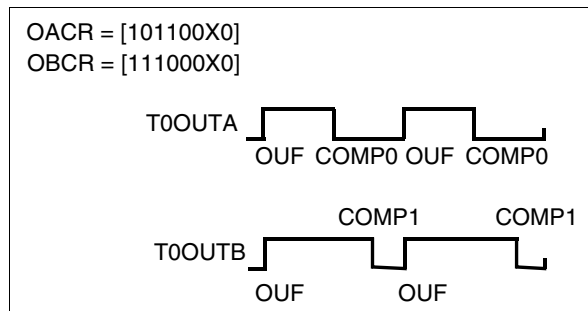 OACR = [101100X0]
OBCR = [111000X0]
T0OUTA
OUF COMP0 OUF COMP0
COMP1 COMP1
T0OUTB
OUF OUF